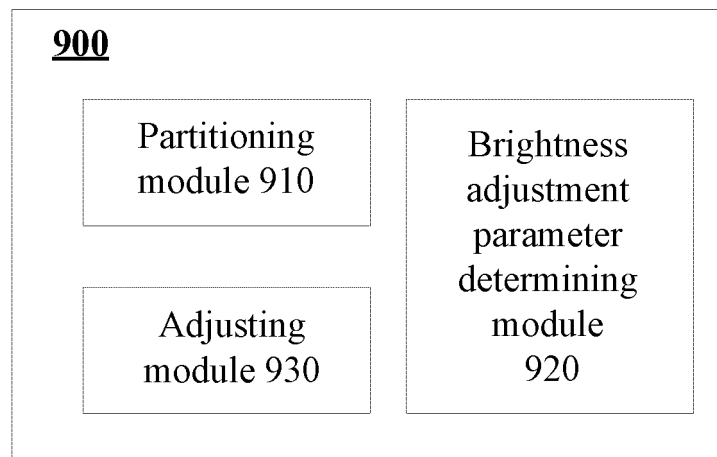 900
Partitioning
module 910
Adjusting
module 930
Brightness
adjustment
parameter
determining
module
920